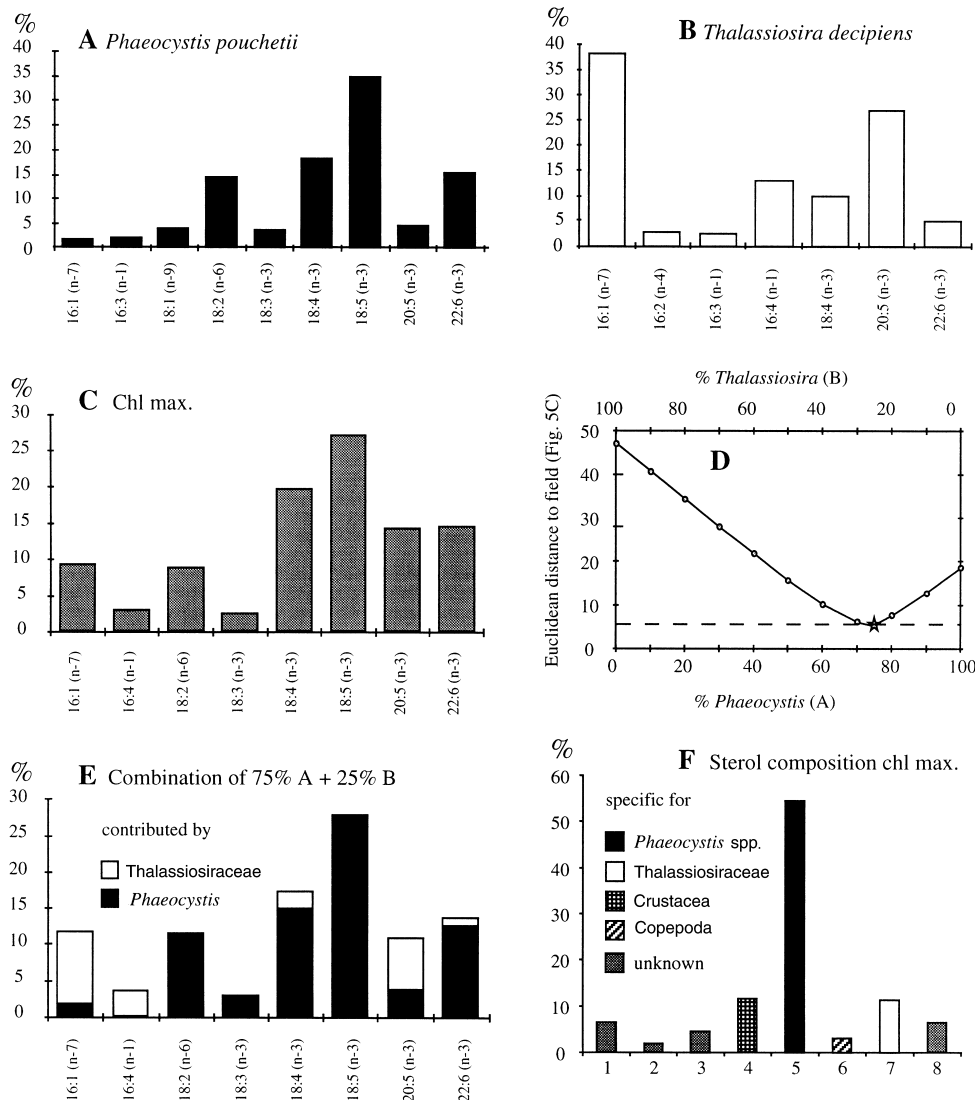 %
A Phaeocystis pouchetii
40
35
30
25
20
15
10
5
0
16:1 (n-7)
16:3 (n-1)
18:1 (n-9)
18:2 (n-6)
18:3 (n-3)
18:4 (n-3)
18:5 (n-3)
20:5 (n-3)
22:6 (n-3)
%
B Thalassiosira decipiens
40
35
30
25
20
15
10
5
0
16:1 (n-7)
16:2 (n-4)
16:3 (n-1)
16:4 (n-1)
18:4 (n-3)
20:5 (n-3)
22:6 (n-3)
%
C Chl max.
30
25
20
15
10
5
0
16:1 (n-7)
16:4 (n-1)
18:2 (n-6)
18:3 (n-3)
18:4 (n-3)
18:5 (n-3)
20:5 (n-3)
22:6 (n-3)
% Thalassiosira (B)
100 80 60 40 20 0
D
Euclidean distance to field (Fig. 5C)
50
40
30
20
10
0
0 20 40 60 80 100
% Phaeocystis (A)
%
E Combination of 75% A + 25% B
contributed by
Thalassiosiraceae
Phaeocystis
30
25
20
15
10
5
0
16:1 (n-7)
16:4 (n-1)
18:2 (n-6)
18:3 (n-3)
18:4 (n-3)
18:5 (n-3)
20:5 (n-3)
22:6 (n-3)
%
F Sterol composition chl max.
specific for
Phaeocystis spp.
Thalassiosiraceae
Crustacea
Copepoda
unknown
60
50
40
30
20
10
0
1 2 3 4 5 6 7 8